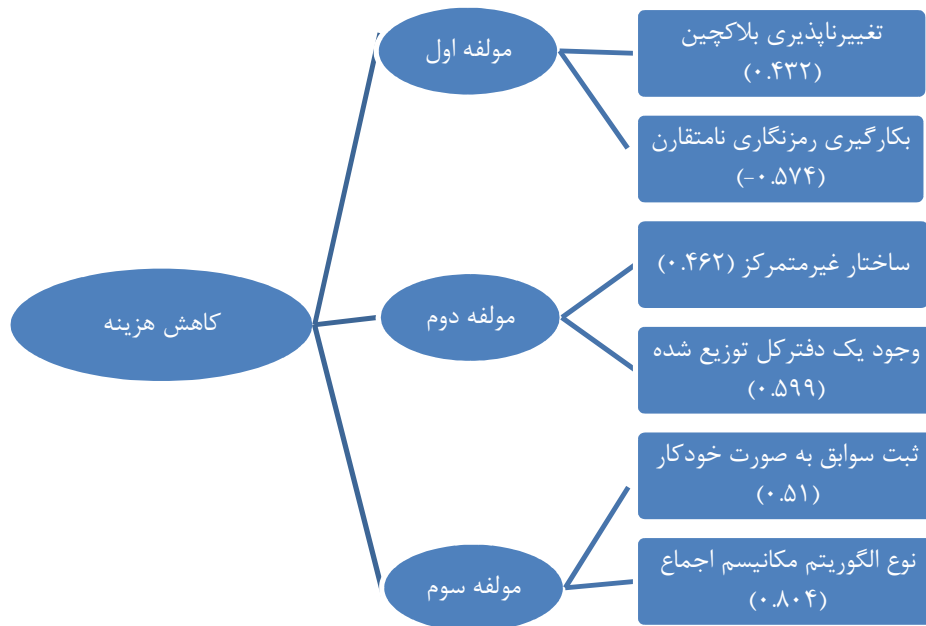 کاهش هزینه
مولفه اول
تغییرناپذیری بلاکچین
(۰.۴۳۲)
بکارگیری رمزنگاری نامتقارن
(-۰.۵۷۴)
مولفه دوم
ساختار غیرمتمرکز (۰.۴۶۲)
وجود یک دفترکل توزیع شده
(۰.۵۹۹)
مولفه سوم
ثبت سوابق به صورت خودکار
(۰.۵۱)
نوع الگوریتم مکانیسم اجماع
(۰.۸۰۴)